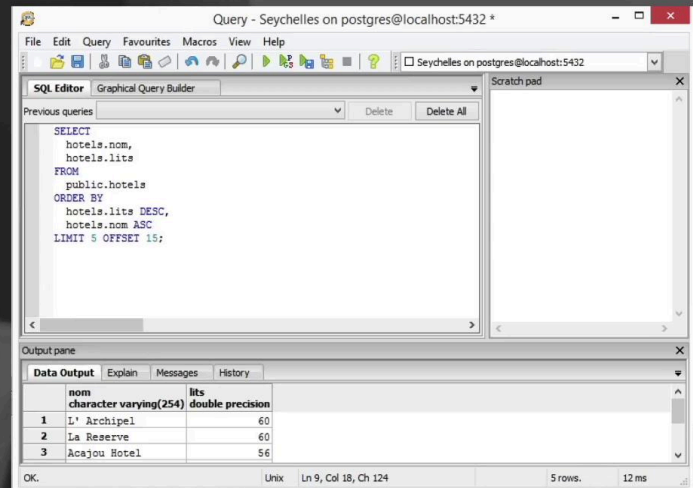 Query - Seychelles on postgres@localhost:5432 *
File Edit Query Favourites Macros View Help
Seychelles on postgres@localhost:5432
SQL Editor Graphical Query Builder
Scratch pad
Previous queries Delete Delete All
SELECT
hotels.nom,
hotels.lits
FROM
public.hotels
ORDER BY
hotels.lits DESC,
hotels.nom ASC
LIMIT 5 OFFSET 15;
Output pane
Data Output Explain Messages History
nom lits
character varying(254) double precision
1 L' Archipel 60
2 La Reserve 60
3 Acajou Hotel 56
OK. Unix Ln 9, Col 18, Ch 124 5 rows. 12 ms